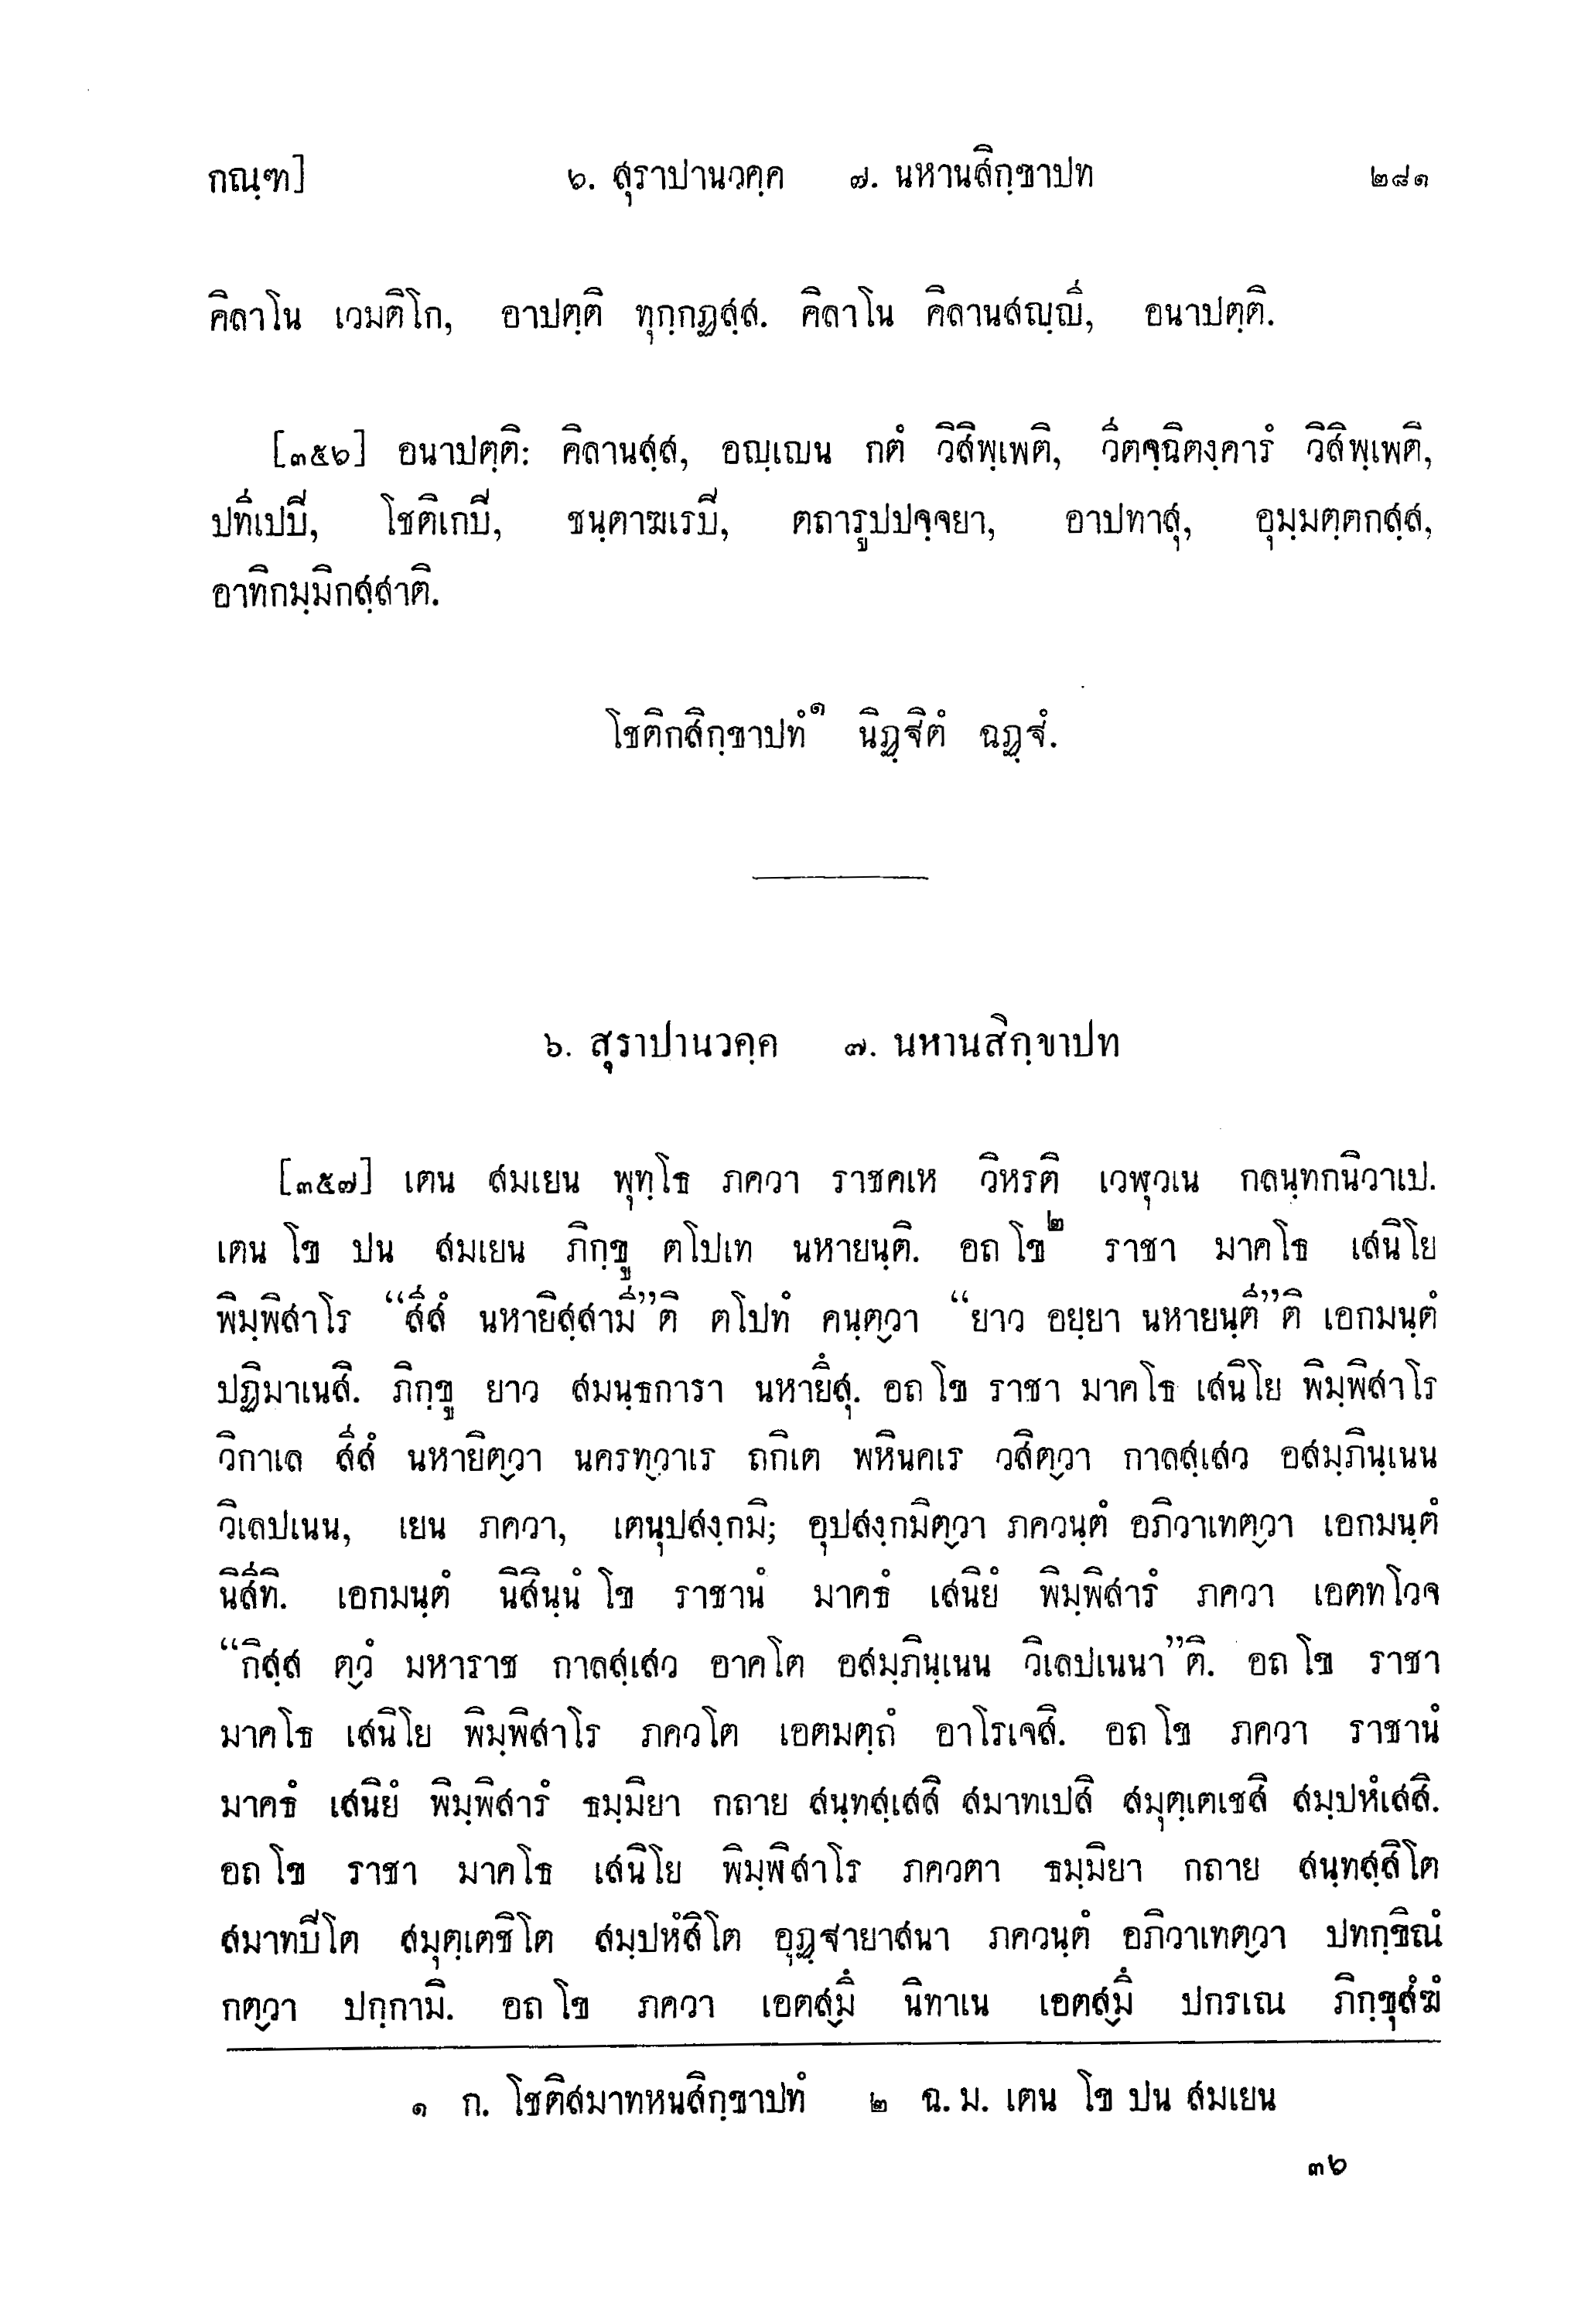 กณฺฑ] ๖. สุราปานวคฺค ๗. นหานสิกฺขาปท ๒๘๑
คิลาโน เวมติโก, อาปตฺติ ทุกฺกฏสฺส. คิลาโน คิลานสญฺญี, อนาปตฺติ.
[๓๕๖] อนาปตฺติ: คิลานสฺส, อญฺเญน กตํ วิสิพฺเพติ, วีตจฺฉิตงฺคารํ วิสิพฺเพติ,
ปทีเปปี, โชติเกปี, ชนฺตาฆเรปี, ตถารูปปจฺจยา, อาปทาสุ, อุมฺมตฺตกสฺส,
อาทิกมฺมิกสฺสาติ.
โชติกสิกฺขาปทํ๑ นิฏฺฐิตํ ฉฏฺฐํ.
๖. สุราปานวคฺค ๗. นหานสิกฺขาปท
[๓๕๗] เตน สมเยน พุทฺโธ ภควา ราชคเห วิหรติ เวฬุวเน กลนฺทกนิวาเป.
เตน โข ปน สมเยน ภิกฺขู ตโปเท นหายนฺติ. อถ โข๒ ราชา มาคโธ เสนิโย
พิมฺพิสาโร “สีสํ นหายิสฺสามี”ติ ตโปทํ คนฺตฺวา “ยาว อยฺยา นหายนฺตี”ติ เอกมนฺตํ
ปฏิมาเนสิ. ภิกฺขู ยาว สมนฺธการา นหายึสุ. อถ โข ราชา มาคโธ เสนิโย พิมฺพิสาโร
วิกาเล สีสํ นหายิตฺวา นครทฺวาเร ถกิเต พหินคเร วสิตฺวา กาลสฺเสว อสมฺภินฺเนน
วิเลปเนน, เยน ภควา, เตนุปสงฺกมิ; อุปสงฺกมิตฺวา ภควนฺตํ อภิวาเทตฺวา เอกมนฺตํ
นิสีทิ. เอกมนฺตํ นิสินฺนํ โข ราชานํ มาคธํ เสนิยํ พิมฺพิสารํ ภควา เอตทโวจ
“กิสฺส ตฺวํ มหาราช กาลสฺเสว อาคโต อสมฺภินฺเนน วิเลปเนนา”ติ. อถ โข ราชา
มาคโธ เสนิโย พิมฺพิสาโร ภควโต เอตมตฺถํ อาโรเจสิ. อถ โข ภควา ราชานํ
มาคธํ เสนิยํ พิมฺพิสารํ ธมฺมิยา กถาย สนฺทสฺเสสิ สมาทเปสิ สมุตฺเตเชสิ สมฺปหํเสสิ.
อถ โข ราชา มาคโธ เสนิโย พิมฺพิสาโร ภควตา ธมฺมิยา กถาย สนฺทสฺสิโต
สมาทปิโต สมุตฺเตชิโต สมฺปหํสิโต อุฏฺฐายาสนา ภควนฺตํ อภิวาเทตฺวา ปทกฺขิณํ
กตฺวา ปกฺกามิ. อถ โข ภควา เอตสฺมึ นิทาเน เอตสฺมึ ปกรเณ ภิกฺขุสํฆํ
๑ ก. โชติสมาทหนสิกฺขาปทํ ๒ ฉ. ม. เตน โข ปน สมเยน
๓๖